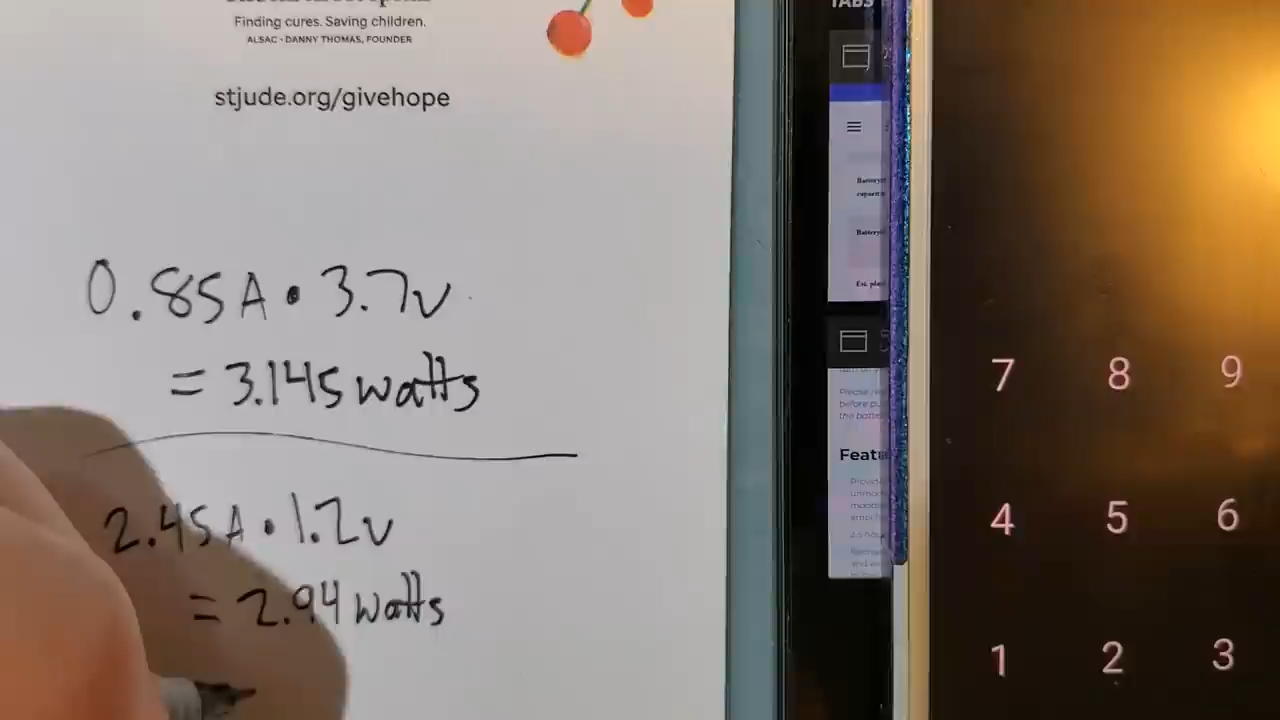 Finding cures. Saving children.
ALSAC • DANNY THOMAS, FOUNDER
stjude.org/givehope
0.85A • 3.7v
= 3.145 watts
2.45A • 1.2v
= 2.94 watts
TABS
Feat
7 8 9
4 5 6
1 2 3